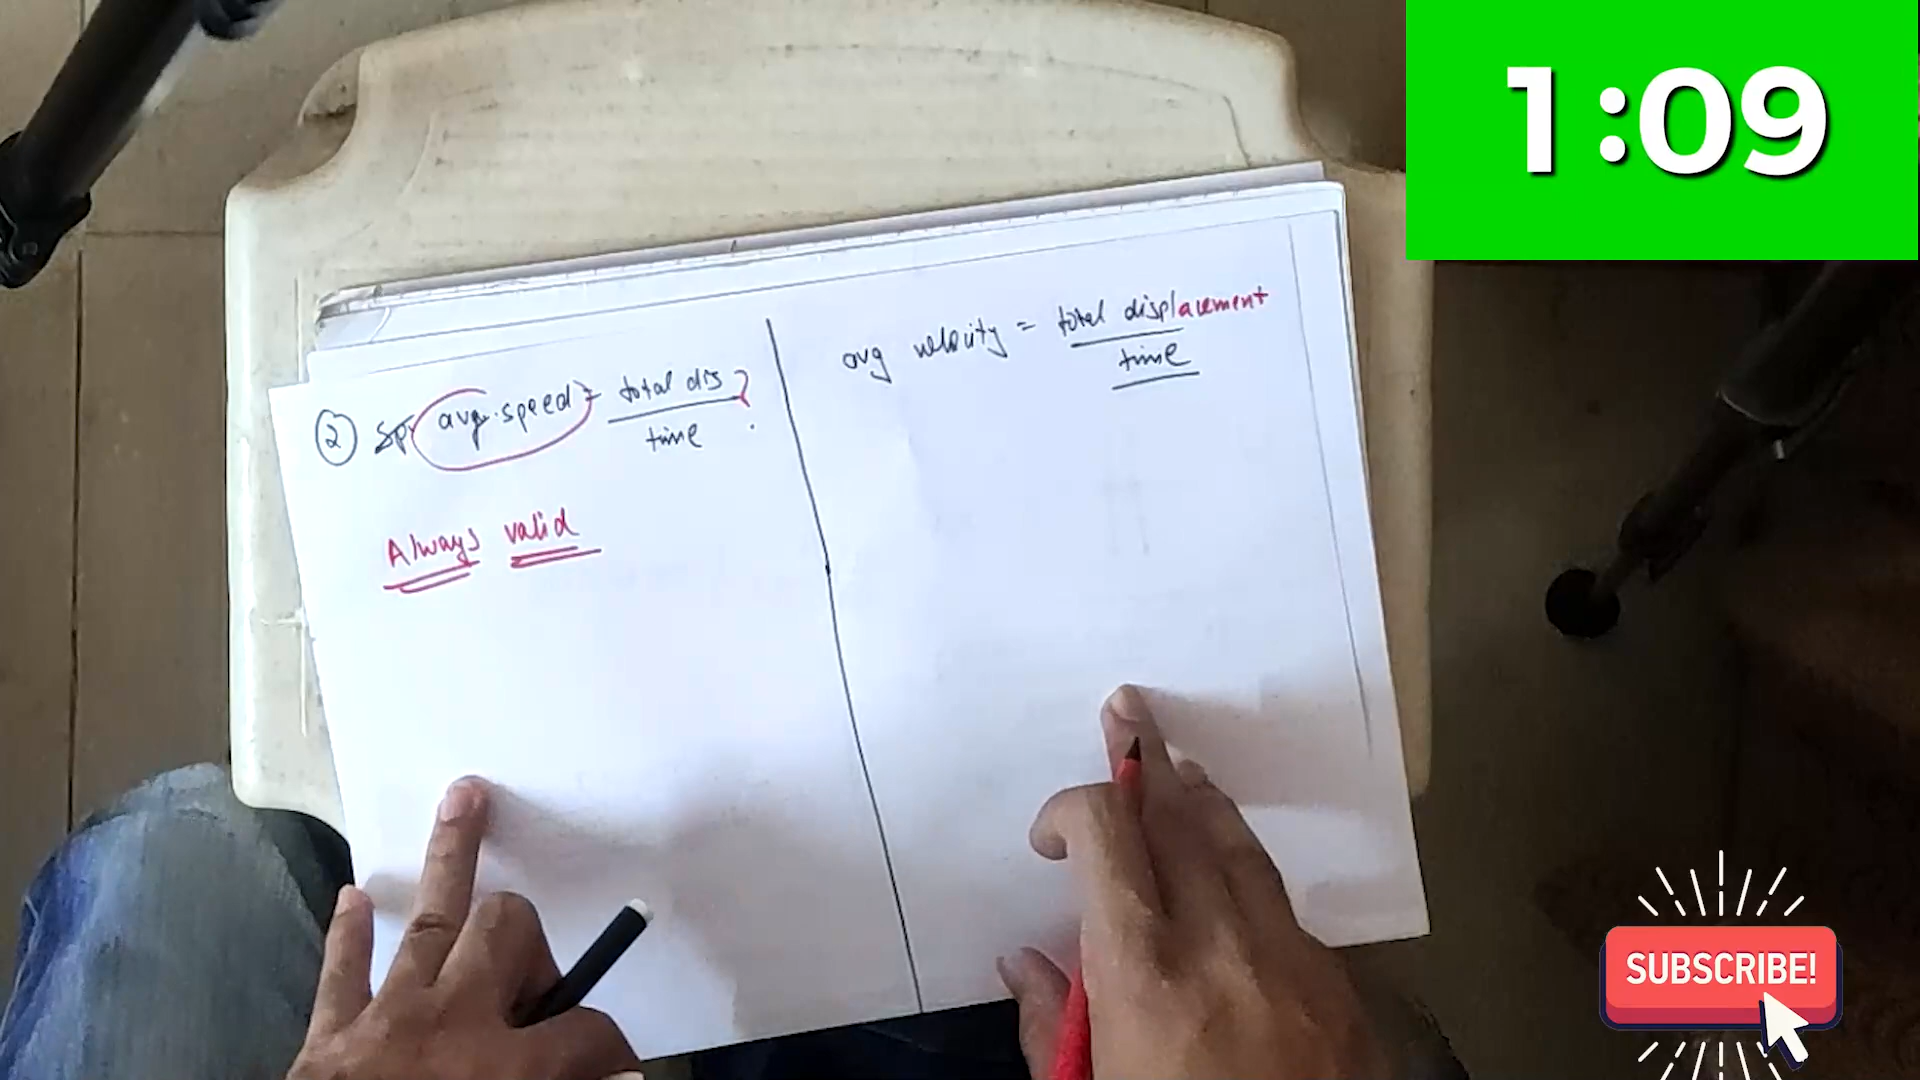 1:09
② Sp avg. speed = total dis
time
Always valid
avg velocity = total displacement
time
SUBSCRIBE!